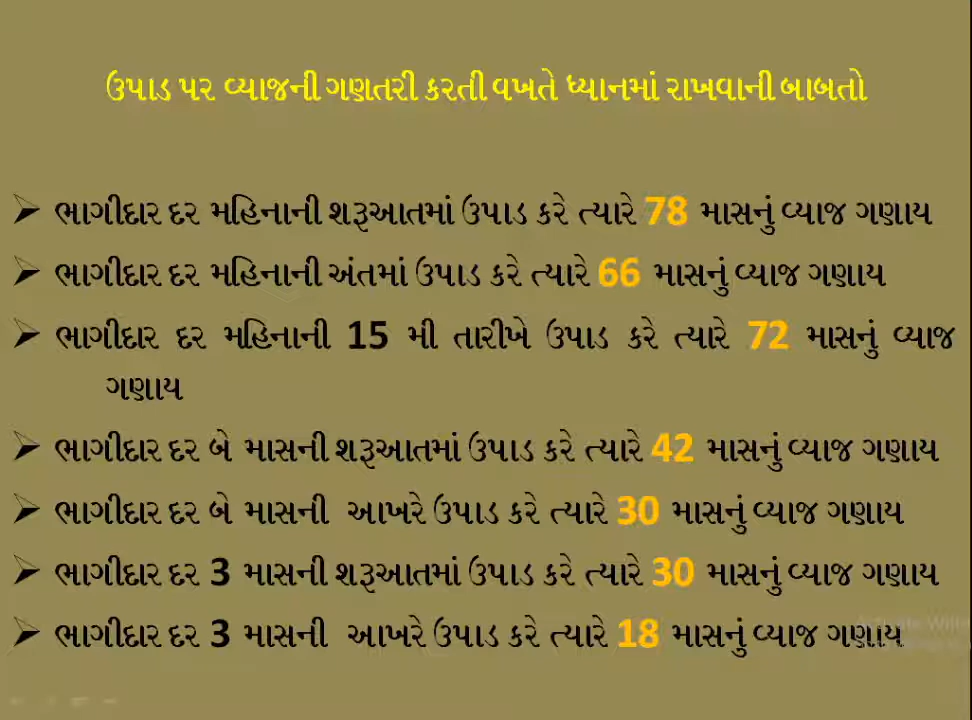 ઉપાડ પર વ્યાજની ગણતરી કરતી વખતે ધ્યાનમાં રાખવાની બાબતો
➢ ભાગીદાર દર મહિનાની શરૂઆતમાં ઉપાડ કરે ત્યારે 78 માસનું વ્યાજ ગણાય
➢ ભાગીદાર દર મહિનાની અંતમાં ઉપાડ કરે ત્યારે 66 માસનું વ્યાજ ગણાય
➢ ભાગીદાર દર મહિનાની 15 મી તારીખે ઉપાડ કરે ત્યારે 72 માસનું વ્યાજ
ગણાય
➢ ભાગીદાર દર બે માસની શરૂઆતમાં ઉપાડ કરે ત્યારે 42 માસનું વ્યાજ ગણાય
➢ ભાગીદાર દર બે માસની આખરે ઉપાડ કરે ત્યારે 30 માસનું વ્યાજ ગણાય
➢ ભાગીદાર દર 3 માસની શરૂઆતમાં ઉપાડ કરે ત્યારે 30 માસનું વ્યાજ ગણાય
➢ ભાગીદાર દર 3 માસની આખરે ઉપાડ કરે ત્યારે 18 માસનું વ્યાજ ગણાય